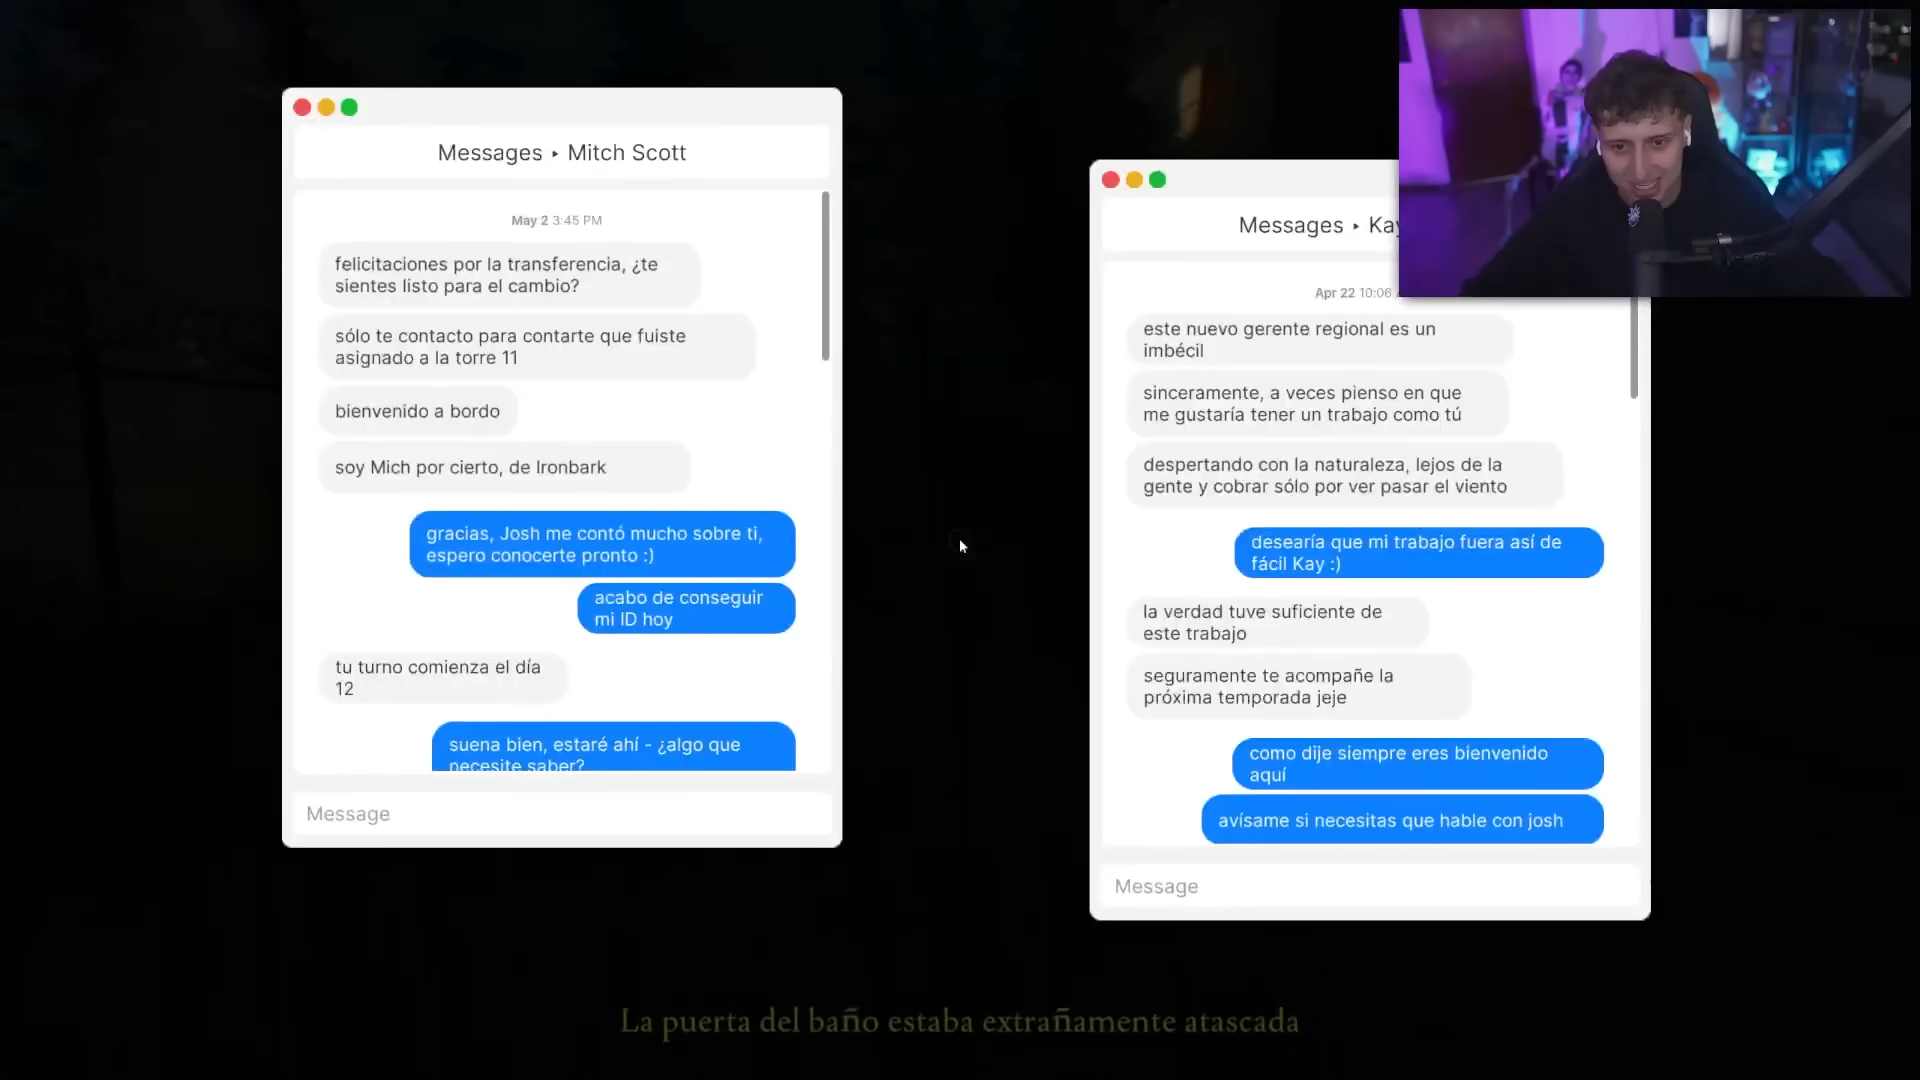 Messages ▸ Mitch Scott
May 2 3:45 PM
felicitaciones por la transferencia, ¿te
sientes listo para el cambio?
sólo te contacto para contarte que fuiste
asignado a la torre 11
bienvenido a bordo
soy Mich por cierto, de Ironbark
gracias, Josh me contó mucho sobre ti,
espero conocerte pronto :)
acabo de conseguir
mi ID hoy
tu turno comienza el día
12
suena bien, estaré ahí - ¿algo que
necesite saber?
Message
Messages ▸ Kay
Apr 22 10:06
este nuevo gerente regional es un
imbécil
sinceramente, a veces pienso en que
me gustaría tener un trabajo como tú
despertando con la naturaleza, lejos de la
gente y cobrar sólo por ver pasar el viento
desearía que mi trabajo fuera así de
fácil Kay :)
la verdad tuve suficiente de
este trabajo
seguramente te acompañe la
próxima temporada jeje
como dije siempre eres bienvenido
aquí
avísame si necesitas que hable con josh
Message
La puerta del baño estaba extrañamente atascada